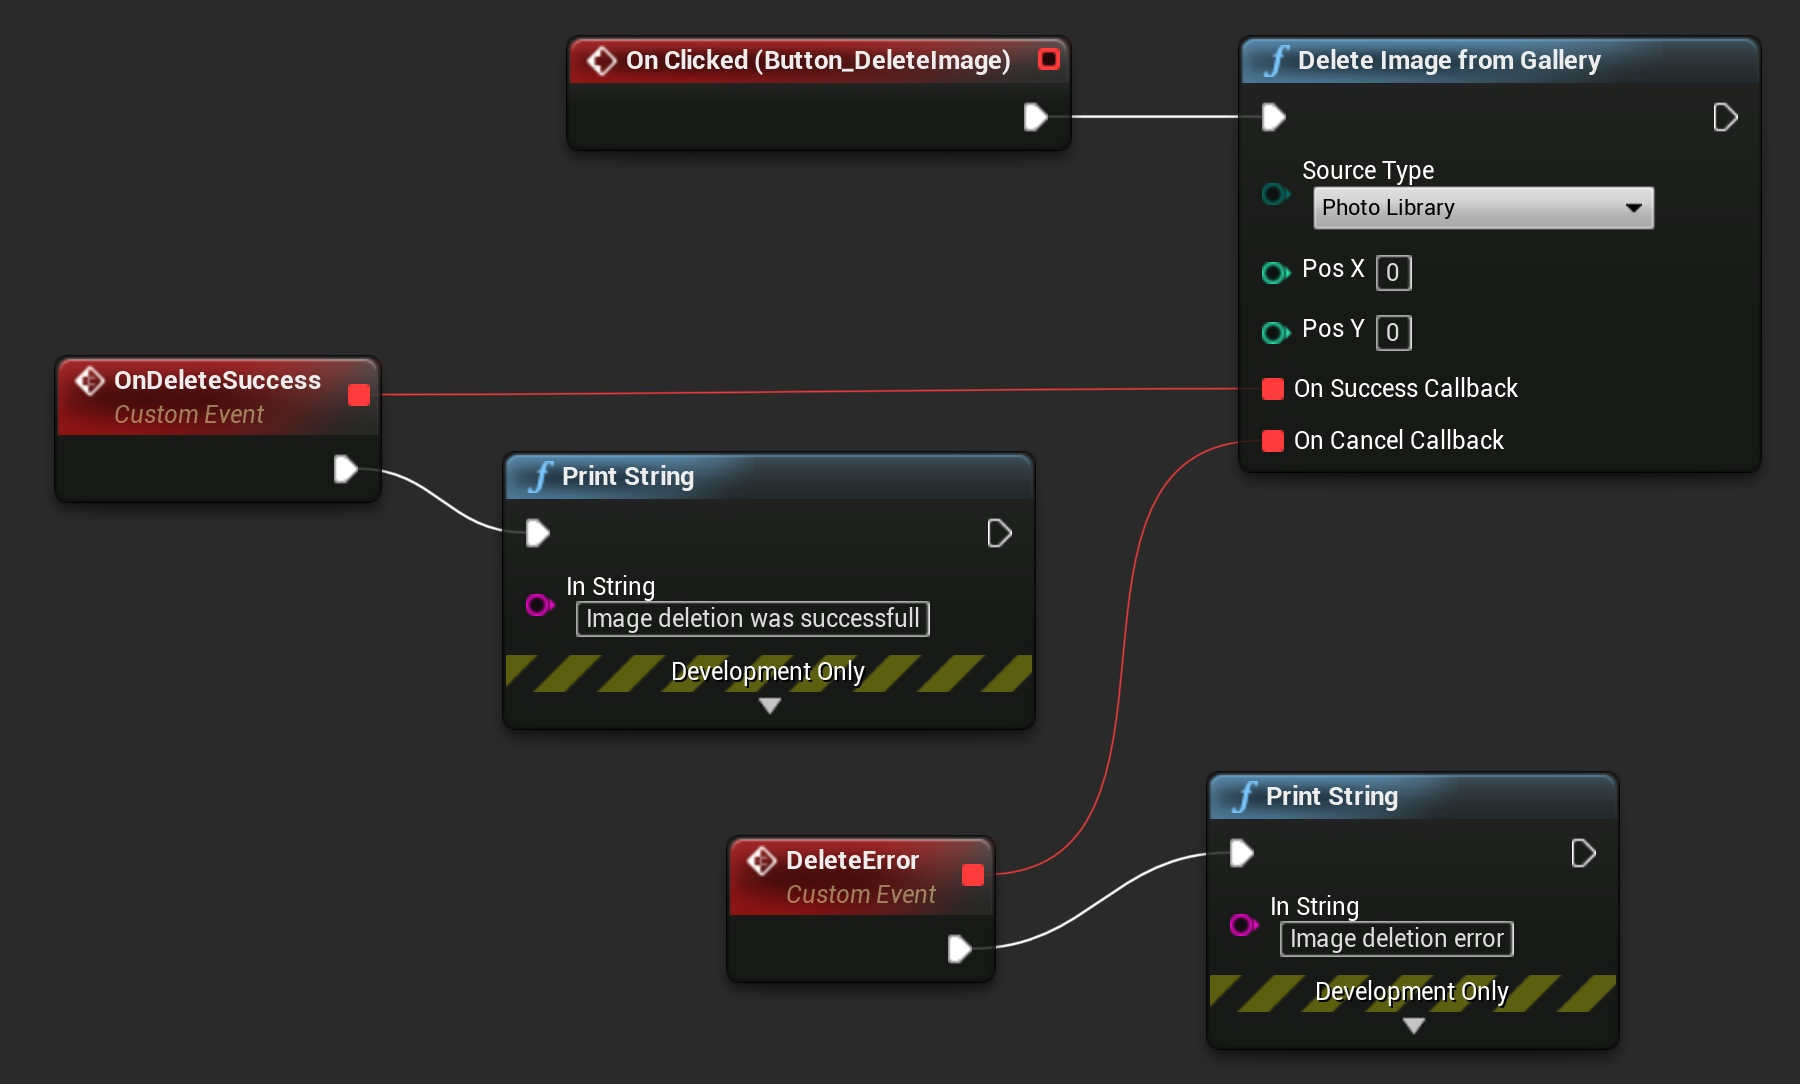 On Clicked (Button_DeleteImage)
f Delete Image from Gallery
Source Type
Photo Library
Pos X 0
Pos Y 0
On Success Callback
On Cancel Callback
OnDeleteSuccess
Custom Event
f Print String
In String
Image deletion was successfull
Development Only
DeleteError
Custom Event
f Print String
In String
Image deletion error
Development Only